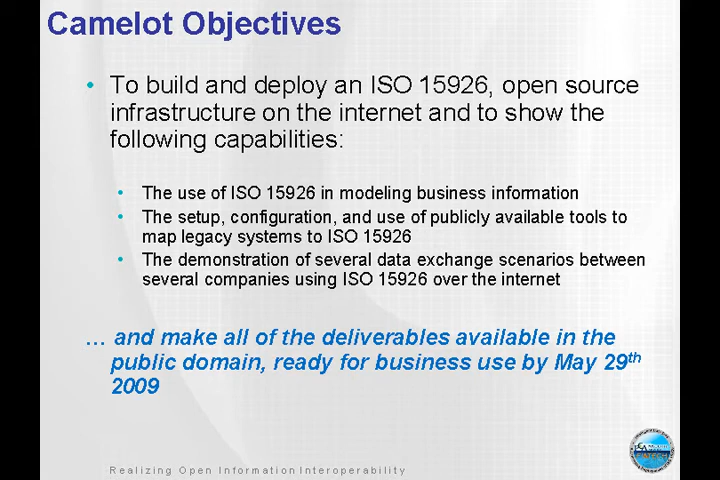 Camelot Objectives
• To build and deploy an ISO 15926, open source
infrastructure on the internet and to show the
following capabilities:
• The use of ISO 15926 in modeling business information
• The setup, configuration, and use of publicly available tools to
map legacy systems to ISO 15926
• The demonstration of several data exchange scenarios between
several companies using ISO 15926 over the internet
… and make all of the deliverables available in the
public domain, ready for business use by May 29th
2009
Realizing Open Information Interoperability